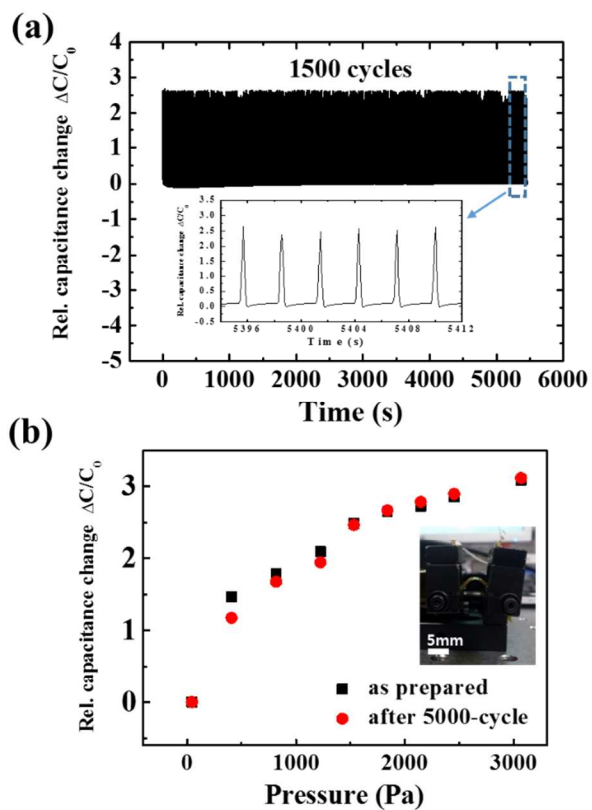 (a)
Rel. capacitance change ΔC/C₀
4
3
2
1
0
-1
-2
-3
-4
-5
1500 cycles
Rel. capacitance change ΔC/C₀
3.5
3.0
2.5
2.0
1.5
1.0
0.5
0.0
-0.5
5396 5400 5404 5408 5412
Time (s)
0 1000 2000 3000 4000 5000 6000
Time (s)
(b)
Rel. capacitance change ΔC/C₀
3
2
1
0
5mm
as prepared
after 5000-cycle
0 1000 2000 3000
Pressure (Pa)